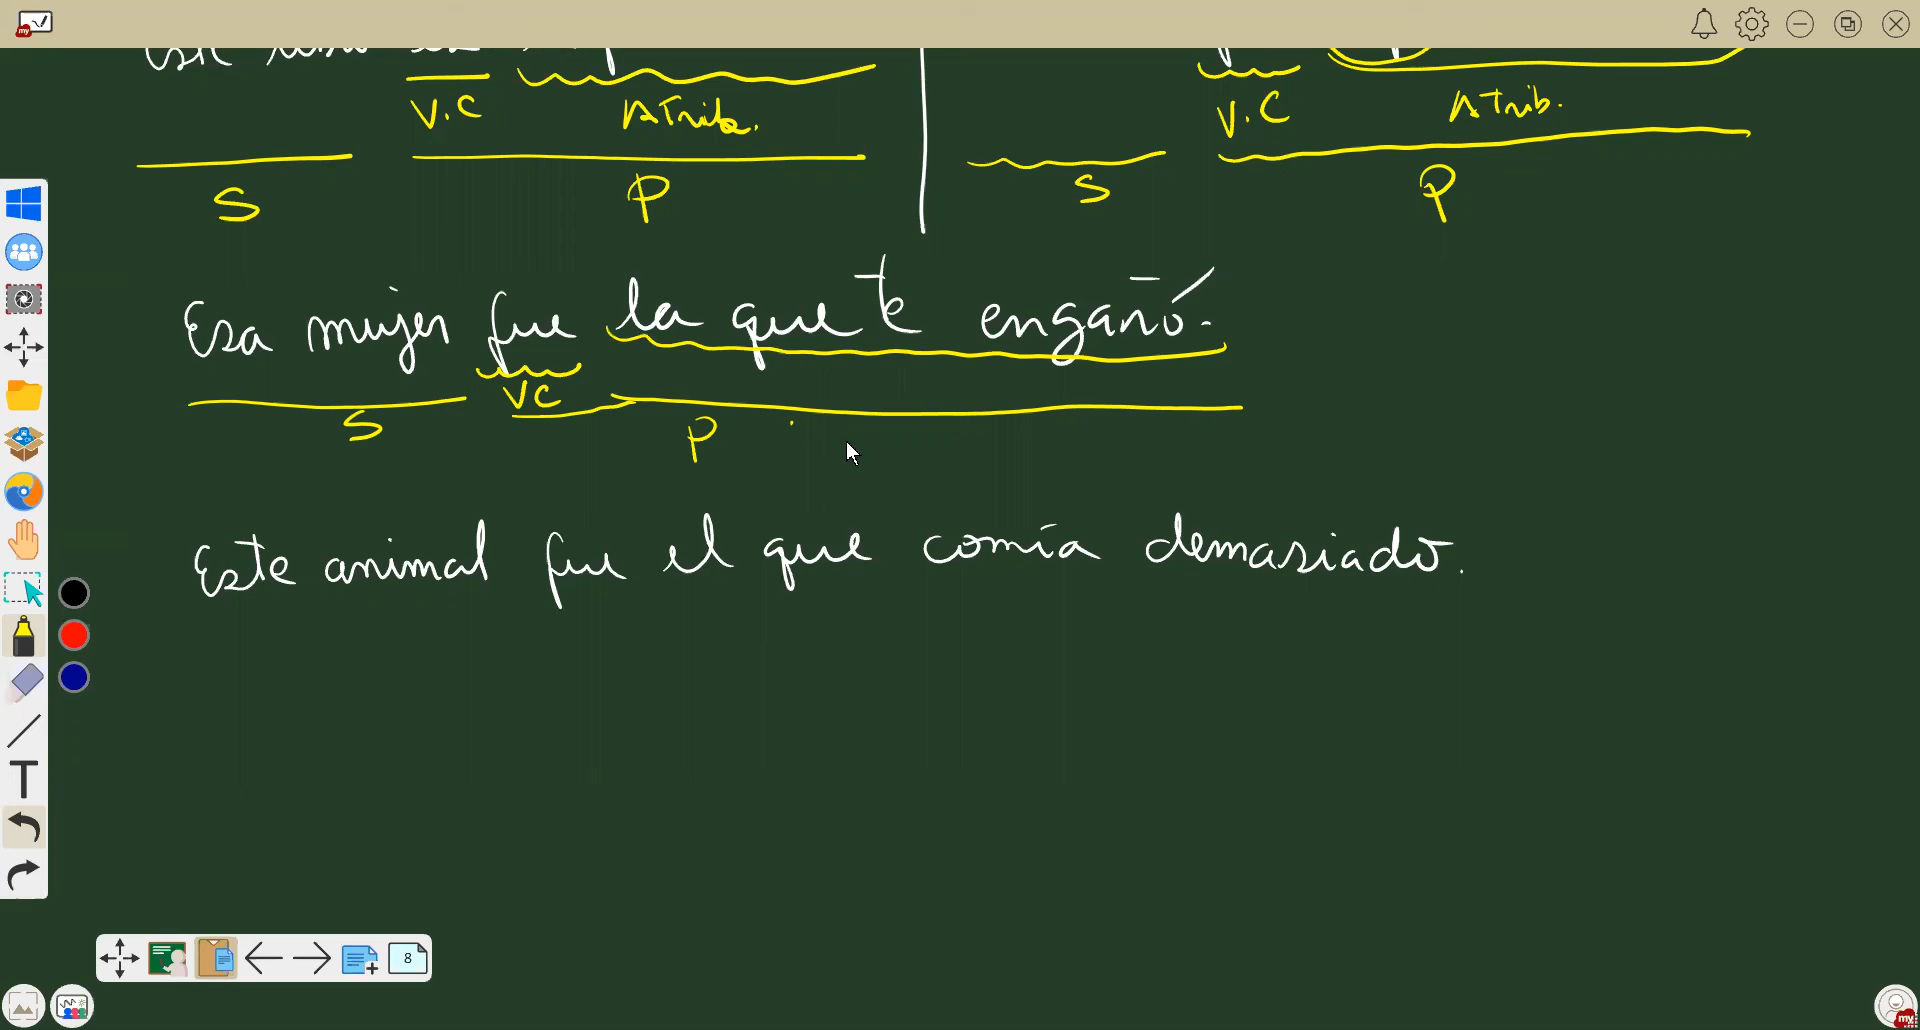 V.C Atrib. V.C Atrib.
S P S P
Esa mujer fue la que te engañó.
VC
S P
Este animal fue el que comía demasiado.
T
8